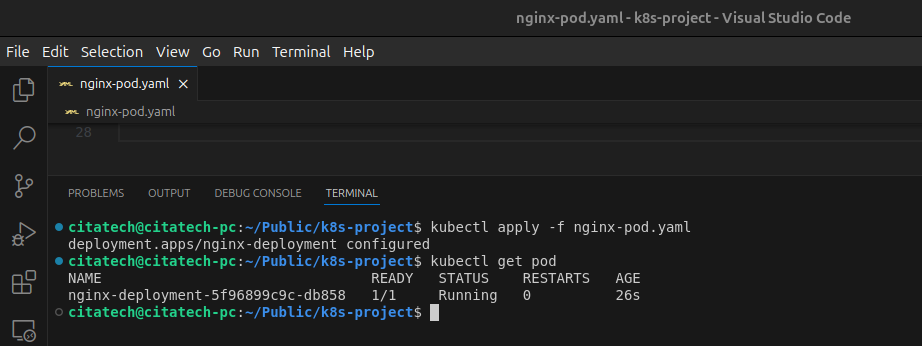 nginx-pod.yaml - k8s-project - Visual Studio Code
File Edit Selection View Go Run Terminal Help
YAML nginx-pod.yaml ×
YAML nginx-pod.yaml
28
PROBLEMS OUTPUT DEBUG CONSOLE TERMINAL
citatech@citatech-pc:~/Public/k8s-project$ kubectl apply -f nginx-pod.yaml
deployment.apps/nginx-deployment configured
citatech@citatech-pc:~/Public/k8s-project$ kubectl get pod
NAME READY STATUS RESTARTS AGE
nginx-deployment-5f96899c9c-db858 1/1 Running 0 26s
citatech@citatech-pc:~/Public/k8s-project$